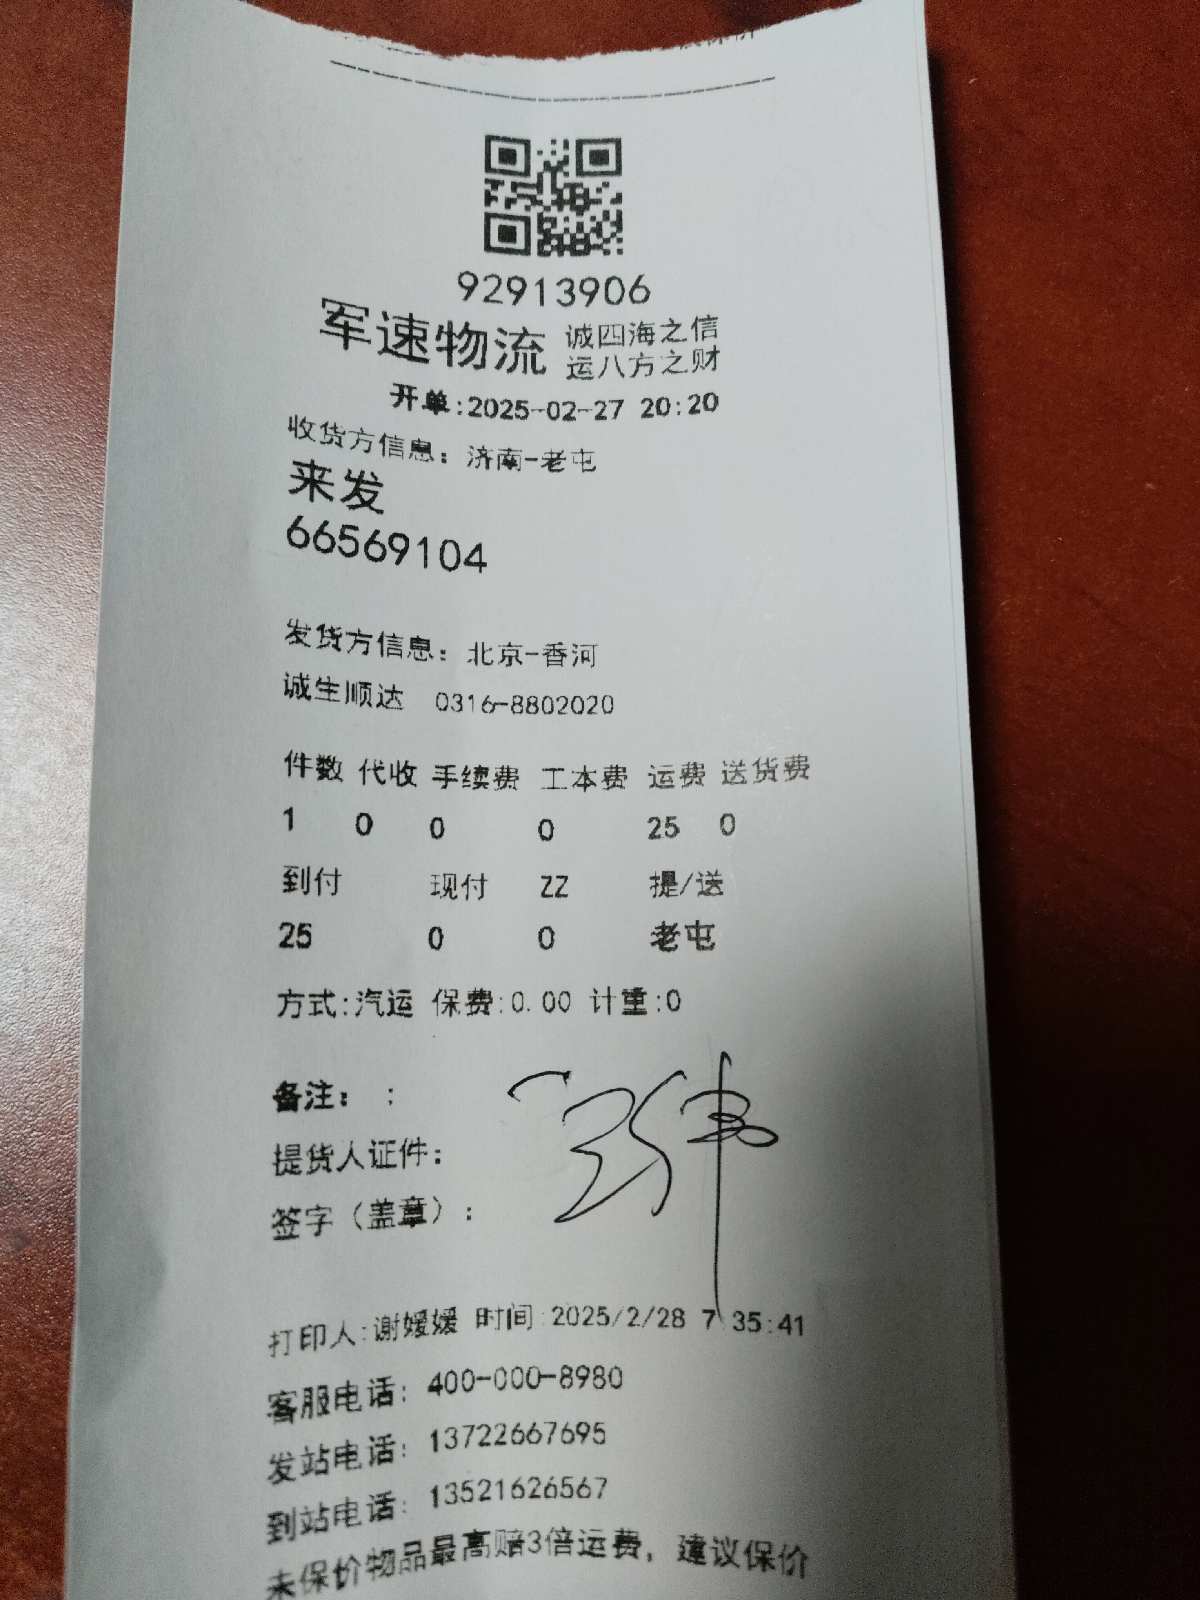 92913906
军速物流 诚四海之信
运八方之财
开单:2025-02-27 20:20
收货方信息: 济南-老屯
来发
66569104
发货方信息: 北京-香河
诚生顺达 0316-8802020
件数 代收 手续费 工本费 运费 送货费
1 0 0 0 25 0
到付 现付 ZZ 提/送
25 0 0 老屯
方式:汽运 保费:0.00 计重:0
备注: :
提货人证件:
签字（盖章）:
打印人:谢媛媛 时间:2025/2/28 7:35:41
客服电话: 400-000-8980
发站电话: 13722667695
到站电话: 13521626567
未保价物品最高赔3倍运费, 建议保价